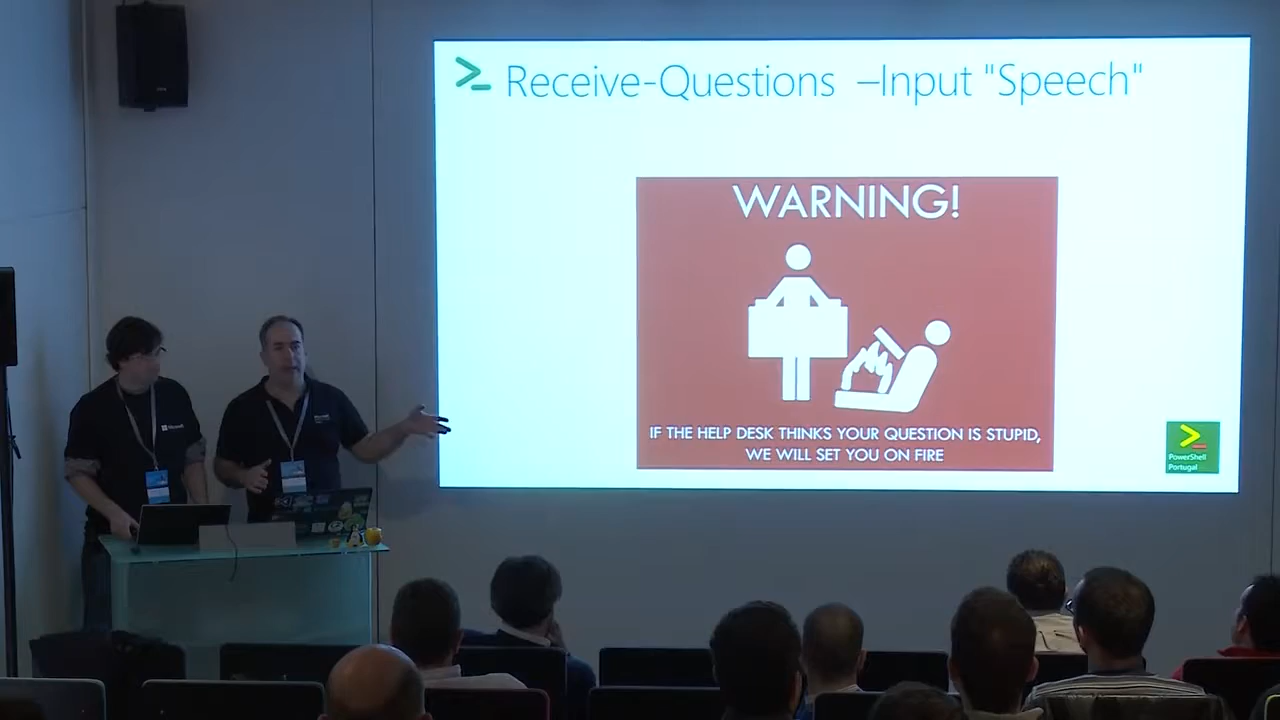 >_ Receive-Questions –Input "Speech"
WARNING!
IF THE HELP DESK THINKS YOUR QUESTION IS STUPID,
WE WILL SET YOU ON FIRE
PowerShell
Portugal
Microsoft